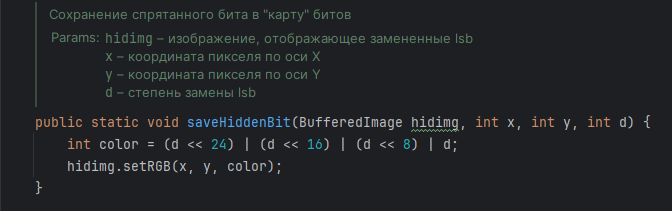 Сохранение спрятанного бита в "карту" битов
Params: hidimg – изображение, отображающее замененные lsb
x – координата пикселя по оси X
y – координата пикселя по оси Y
d – степень замены lsb
public static void saveHiddenBit(BufferedImage hidimg, int x, int y, int d) {
int color = (d << 24) | (d << 16) | (d << 8) | d;
hidimg.setRGB(x, y, color);
}